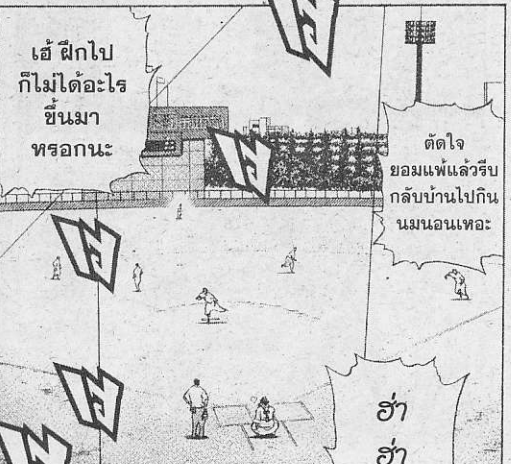 เฮ้ ฝึกไป
ก็ไม่ได้อะไร
ขึ้นมา
หรอกนะ
ตัดใจ
ยอมแพ้แล้วรีบ
กลับบ้านไปกิน
นมนอนเหอะ
ฮ่า
ฮ่า